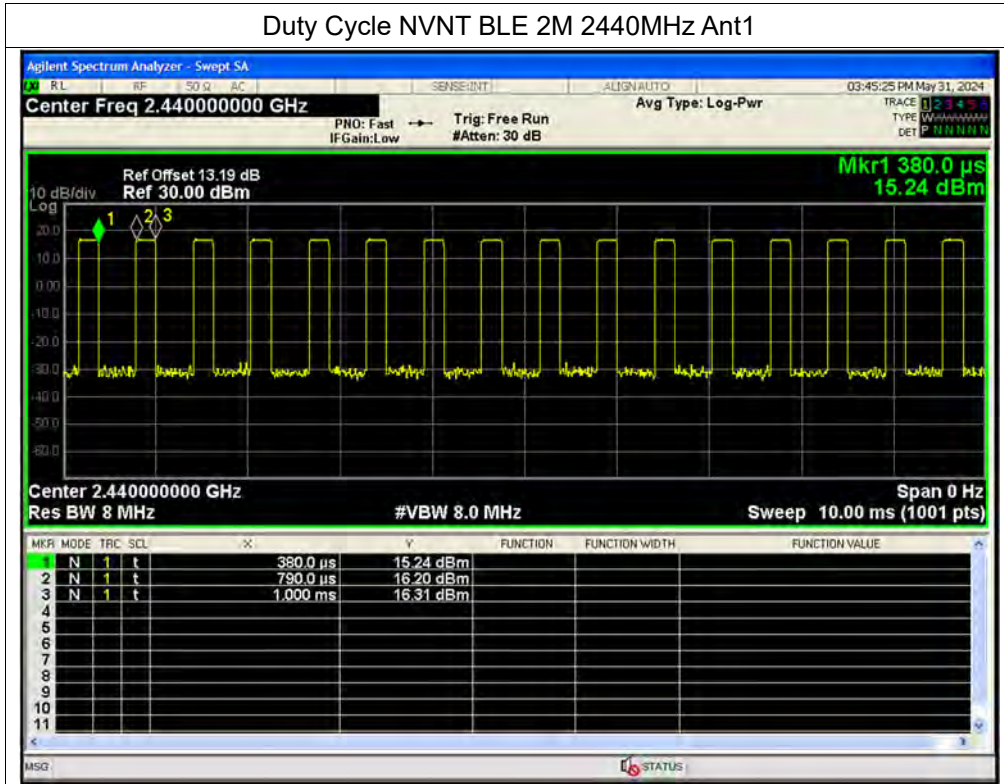 Duty Cycle NVNT BLE 2M 2440MHz Ant1
Agilent Spectrum Analyzer - Swept SA
LXI RL RF 50 Ω AC SENSE:INT ALIGN AUTO 03:45:25 PM May 31, 2024
Center Freq 2.440000000 GHz Avg Type: Log-Pwr TRACE 1 2 3 4 5 6
PNO: Fast Trig: Free Run TYPE W
IFGain:Low #Atten: 30 dB DET P N N N N N
Mkr1 380.0 µs
15.24 dBm
Ref Offset 13.19 dB
10 dB/div Ref 30.00 dBm
Log
1 2 3
20.0
10.0
0.00
-10.0
-20.0
-30.0
-40.0
-50.0
-60.0
Center 2.440000000 GHz Span 0 Hz
Res BW 8 MHz #VBW 8.0 MHz Sweep 10.00 ms (1001 pts)
MKR MODE TRC SCL X Y FUNCTION FUNCTION WIDTH FUNCTION VALUE
1 N 1 t 380.0 µs 15.24 dBm
2 N 1 t 790.0 µs 16.20 dBm
3 N 1 t 1.000 ms 16.31 dBm
4
5
6
7
8
9
10
11
MSG STATUS